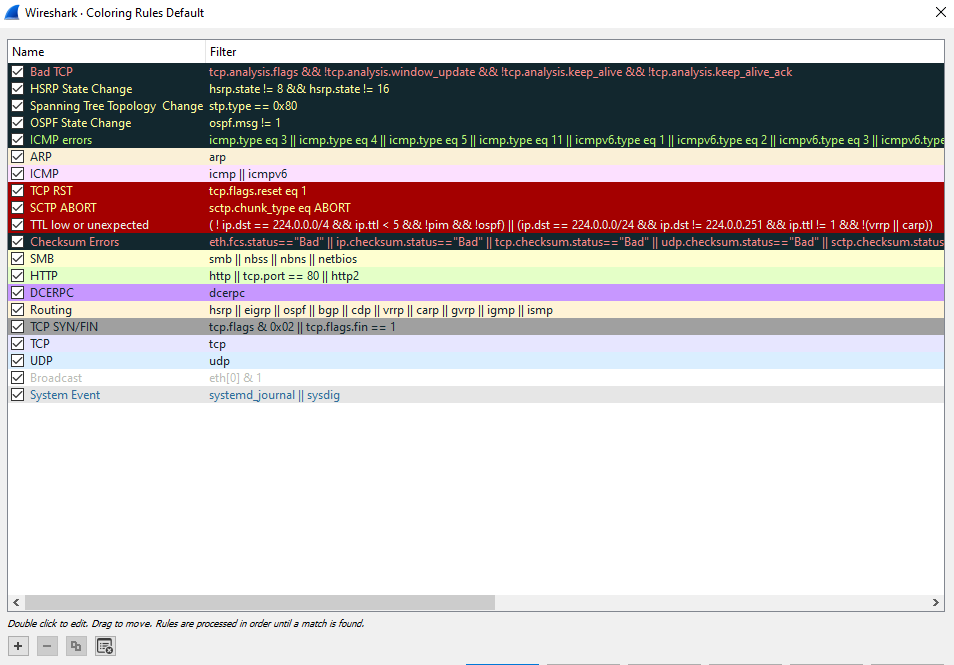 Wireshark · Coloring Rules Default
Name Filter
Bad TCP tcp.analysis.flags && !tcp.analysis.window_update && !tcp.analysis.keep_alive && !tcp.analysis.keep_alive_ack
HSRP State Change hsrp.state != 8 && hsrp.state != 16
Spanning Tree Topology Change stp.type == 0x80
OSPF State Change ospf.msg != 1
ICMP errors icmp.type eq 3 || icmp.type eq 4 || icmp.type eq 5 || icmp.type eq 11 || icmpv6.type eq 1 || icmpv6.type eq 2 || icmpv6.type eq 3 || icmpv6.type
ARP arp
ICMP icmp || icmpv6
TCP RST tcp.flags.reset eq 1
SCTP ABORT sctp.chunk_type eq ABORT
TTL low or unexpected ( ! ip.dst == 224.0.0.0/4 && ip.ttl < 5 && !pim && !ospf) || (ip.dst == 224.0.0.0/24 && ip.dst != 224.0.0.251 && ip.ttl != 1 && !(vrrp || carp))
Checksum Errors eth.fcs.status=="Bad" || ip.checksum.status=="Bad" || tcp.checksum.status=="Bad" || udp.checksum.status=="Bad" || sctp.checksum.status
SMB smb || nbss || nbns || netbios
HTTP http || tcp.port == 80 || http2
DCERPC dcerpc
Routing hsrp || eigrp || ospf || bgp || cdp || vrrp || carp || gvrp || igmp || ismp
TCP SYN/FIN tcp.flags & 0x02 || tcp.flags.fin == 1
TCP tcp
UDP udp
Broadcast eth[0] & 1
System Event systemd_journal || sysdig
Double click to edit. Drag to move. Rules are processed in order until a match is found.